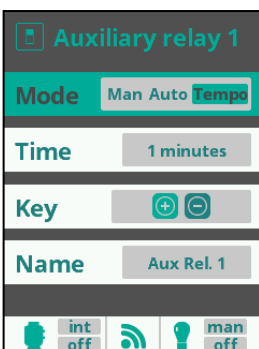 Auxiliary relay 1
Mode Man Auto Tempo
Time 1 minutes
Key
Name Aux Rel. 1
int man
off off